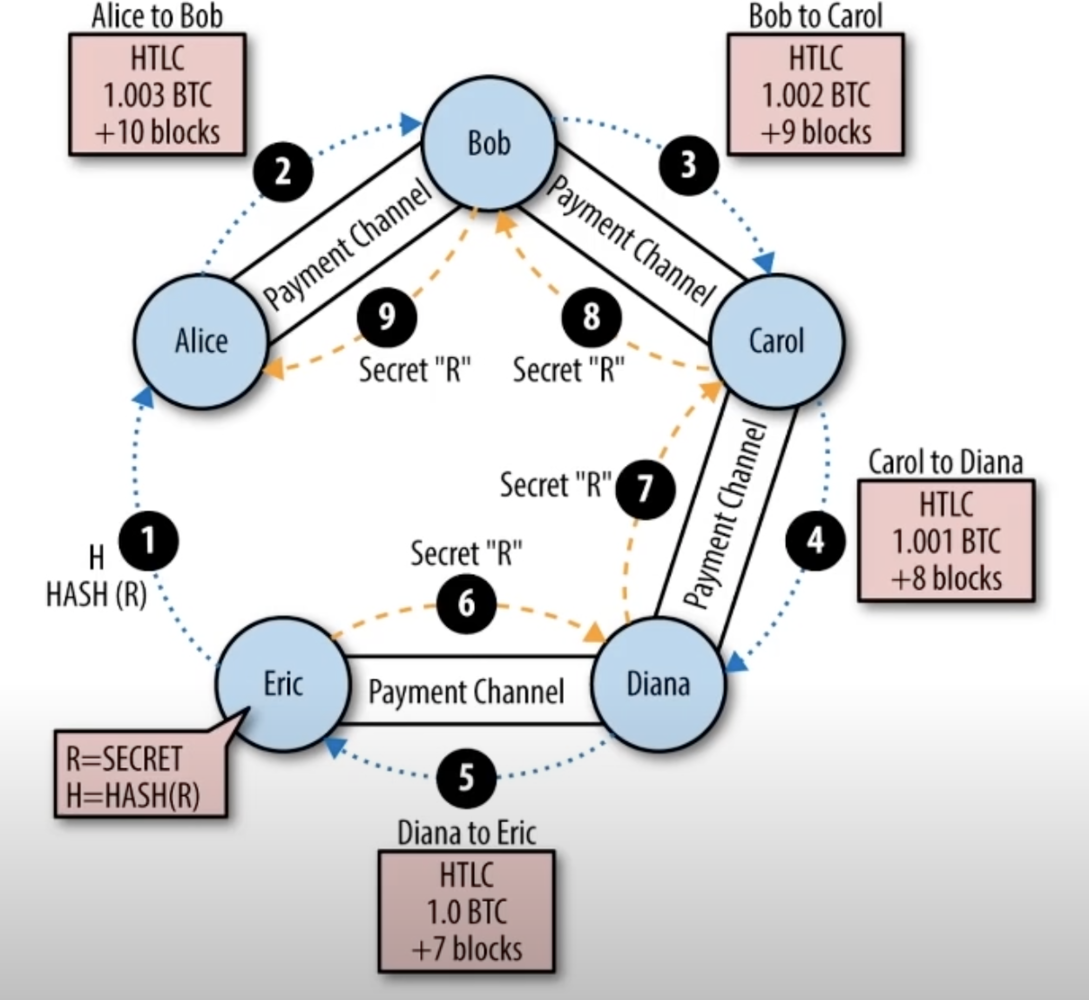 Alice to Bob
HTLC
1.003 BTC
+10 blocks
Bob to Carol
HTLC
1.002 BTC
+9 blocks
Bob
2
3
Payment Channel
Payment Channel
Alice
9
Secret "R"
8
Secret "R"
Carol
Secret "R"
7
Payment Channel
4
Carol to Diana
HTLC
1.001 BTC
+8 blocks
1
H
HASH (R)
Secret "R"
6
Eric
Payment Channel
Diana
R=SECRET
H=HASH(R)
5
Diana to Eric
HTLC
1.0 BTC
+7 blocks